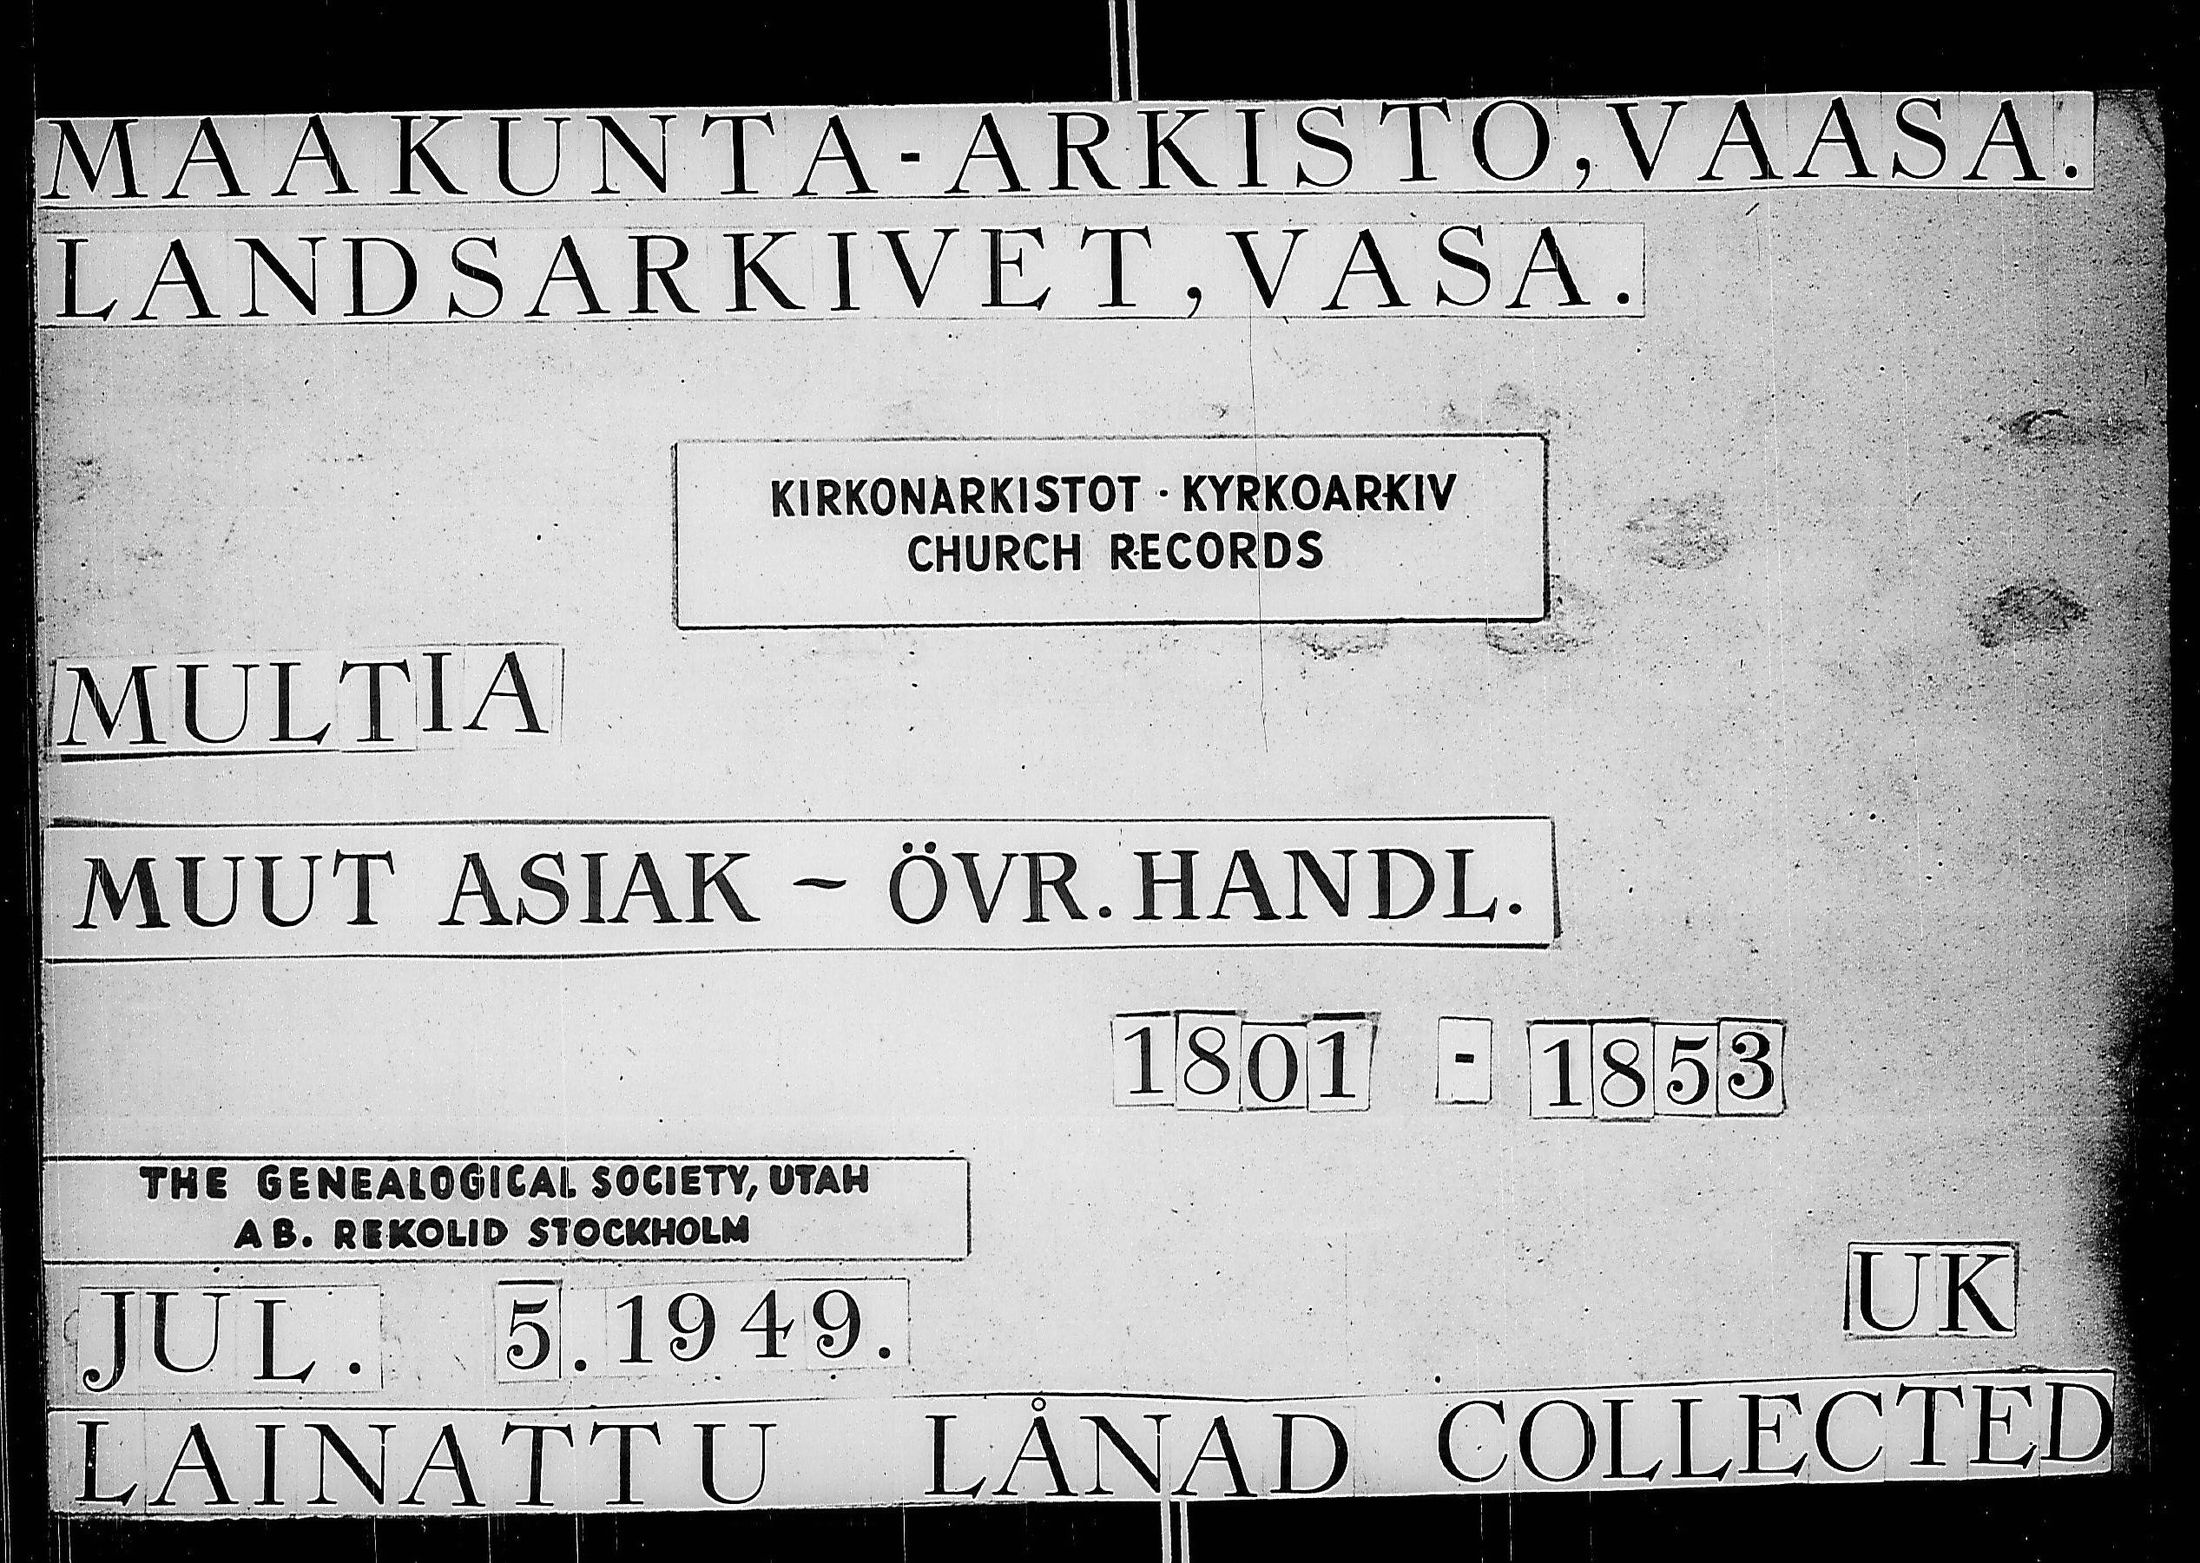 MAAKUNTA-ARKISTO, VAASA.
LANDSARKIVET, VASA.
KIRKONARKISTOT · KYRKOARKIV
CHURCH RECORDS
MULTIA
MUUT ASIAK ~ ÖVR. HANDL.
1801 - 1853
THE GENEALOGICAL SOCIETY, UTAH
AB. REKOLID STOCKHOLM
UK
JUL. 5. 1949.
LAINATTU LÅNAD COLLECTED